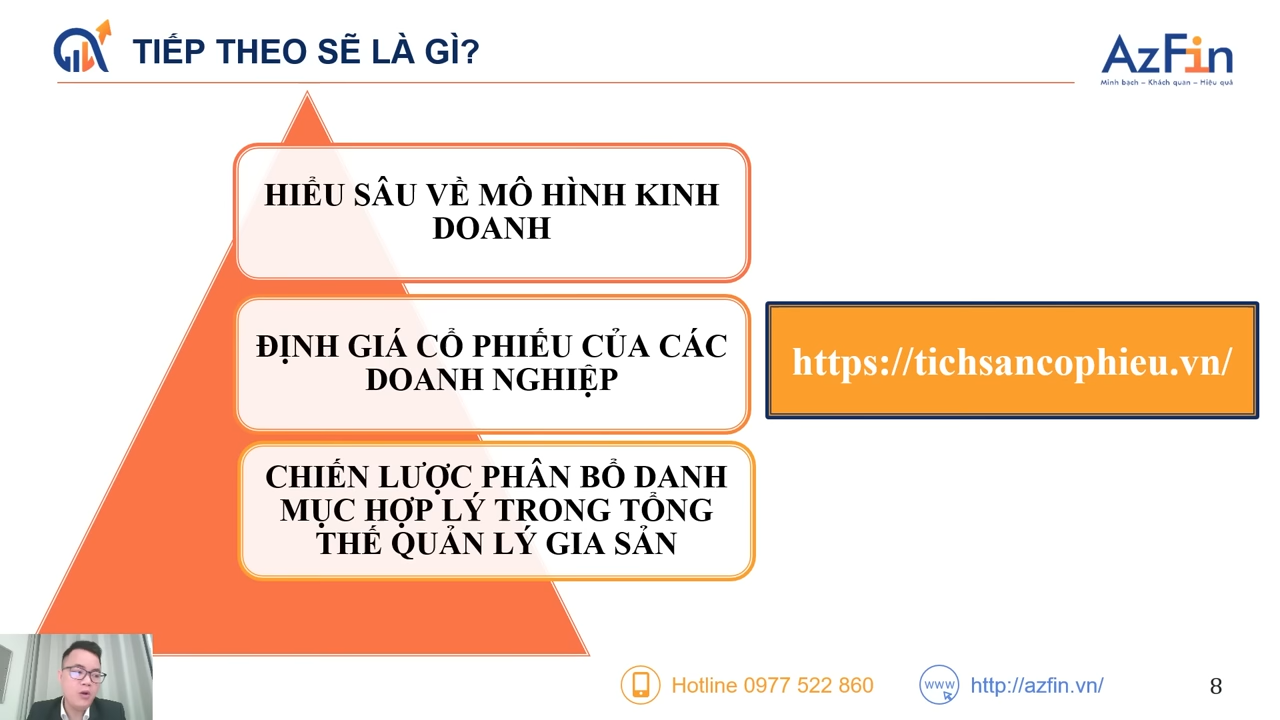 TIẾP THEO SẼ LÀ GÌ?
AzFin
Minh bạch – Khách quan – Hiệu quả
HIỂU SÂU VỀ MÔ HÌNH KINH
DOANH
ĐỊNH GIÁ CỔ PHIẾU CỦA CÁC
DOANH NGHIỆP
https://tichsancophieu.vn/
CHIẾN LƯỢC PHÂN BỔ DANH
MỤC HỢP LÝ TRONG TỔNG
THỂ QUẢN LÝ GIA SẢN
Hotline 0977 522 860
www
http://azfin.vn/
8